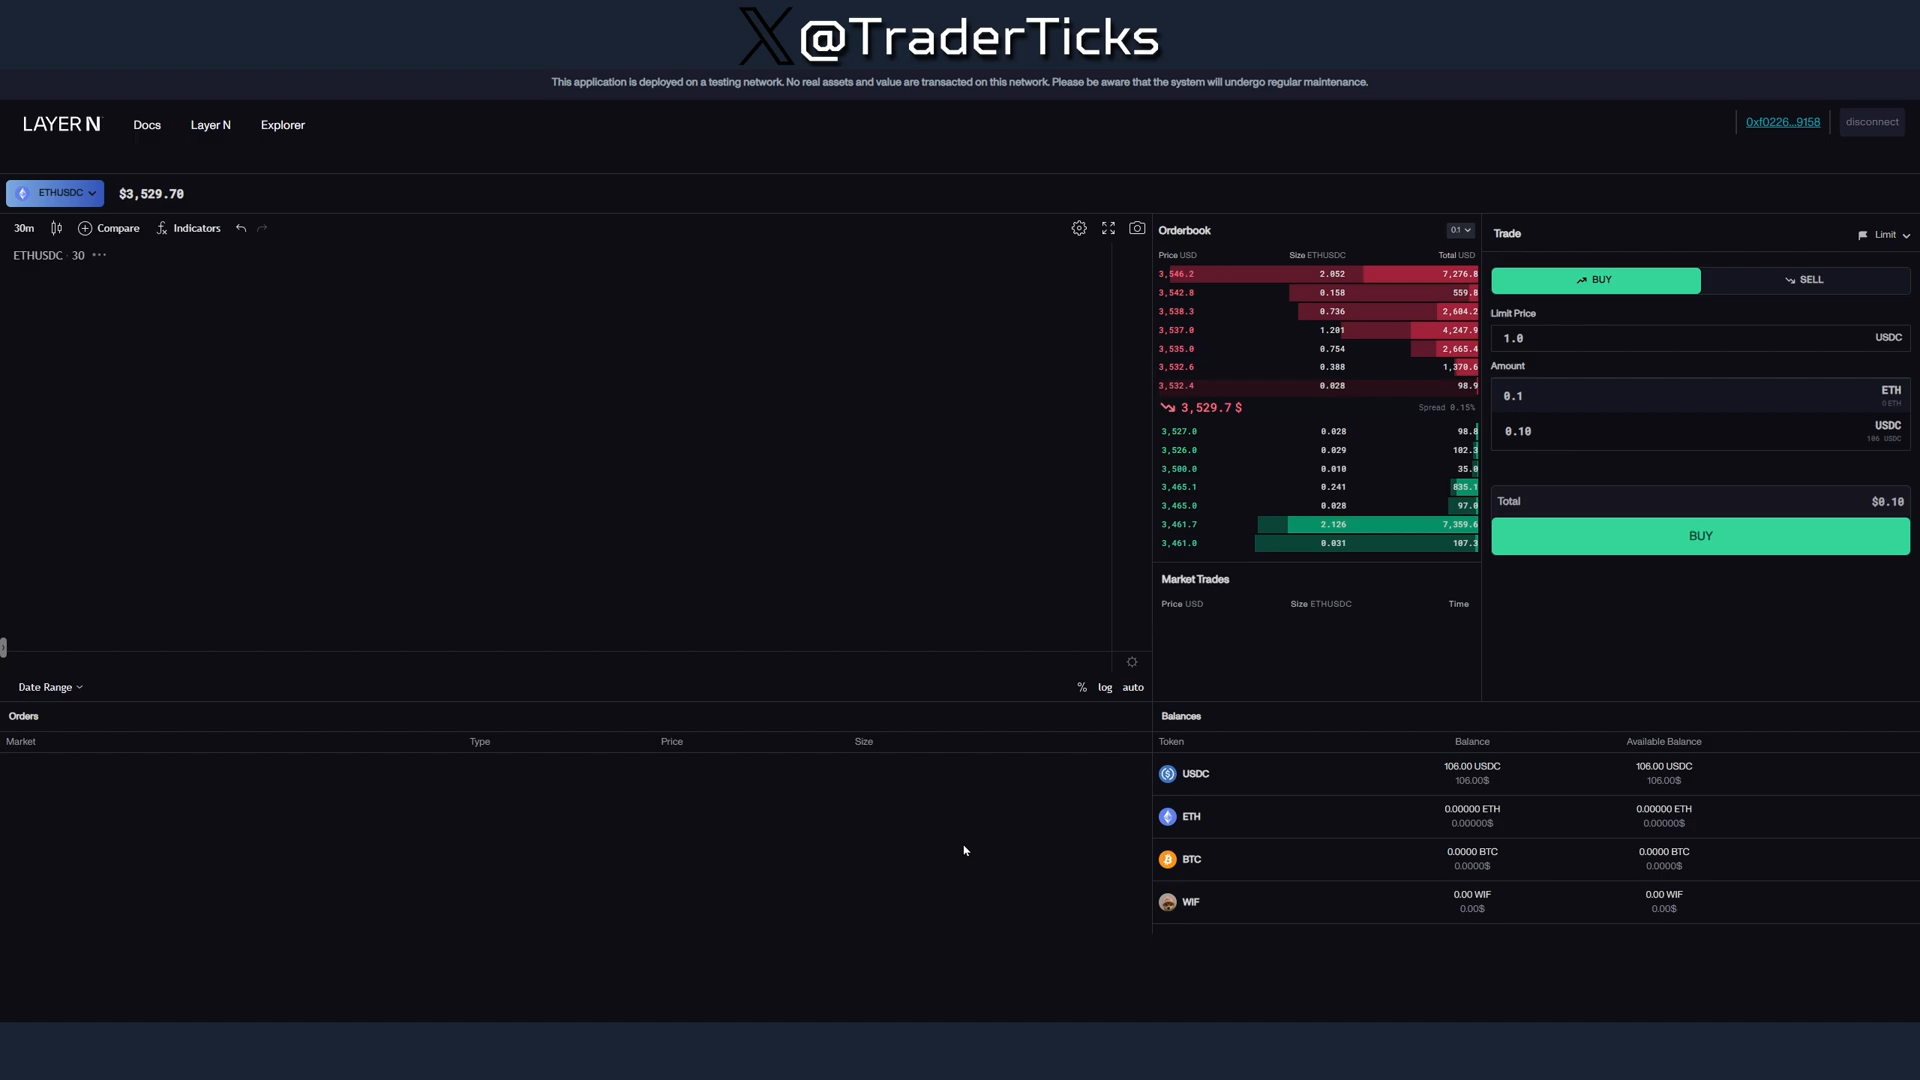 @TraderTicks
This application is deployed on a testing network. No real assets and value are transacted on this network. Please be aware that the system will undergo regular maintenance.
LAYER N
Docs
Layer N
Explorer
0xf0226...9158
disconnect
ETHUSDC
$3,529.70
30m
Compare
Indicators
ETHUSDC · 30 ···
Orderbook
0.1
Price USD Size ETHUSDC Total USD
3,546.2 2.052 7,276.8
3,542.8 0.158 559.8
3,538.3 0.736 2,604.2
3,537.0 1.201 4,247.9
3,535.0 0.754 2,665.4
3,532.6 0.388 1,370.6
3,532.4 0.028 98.9
3,529.7 $ Spread 0.15%
3,527.0 0.028 98.8
3,526.0 0.029 102.3
3,500.0 0.010 35.0
3,465.1 0.241 835.1
3,465.0 0.028 97.0
3,461.7 2.126 7,359.6
3,461.0 0.031 107.3
Market Trades
Price USD Size ETHUSDC Time
Trade
Limit
BUY
SELL
Limit Price
1.0 USDC
Amount
0.1 ETH
0 ETH
0.10 USDC
106 USDC
Total $0.10
BUY
Date Range
% log auto
Orders
Market Type Price Size
Balances
Token Balance Available Balance
USDC 106.00 USDC 106.00 USDC
106.00$ 106.00$
ETH 0.00000 ETH 0.00000 ETH
0.00000$ 0.00000$
BTC 0.0000 BTC 0.0000 BTC
0.0000$ 0.0000$
WIF 0.00 WIF 0.00 WIF
0.00$ 0.00$